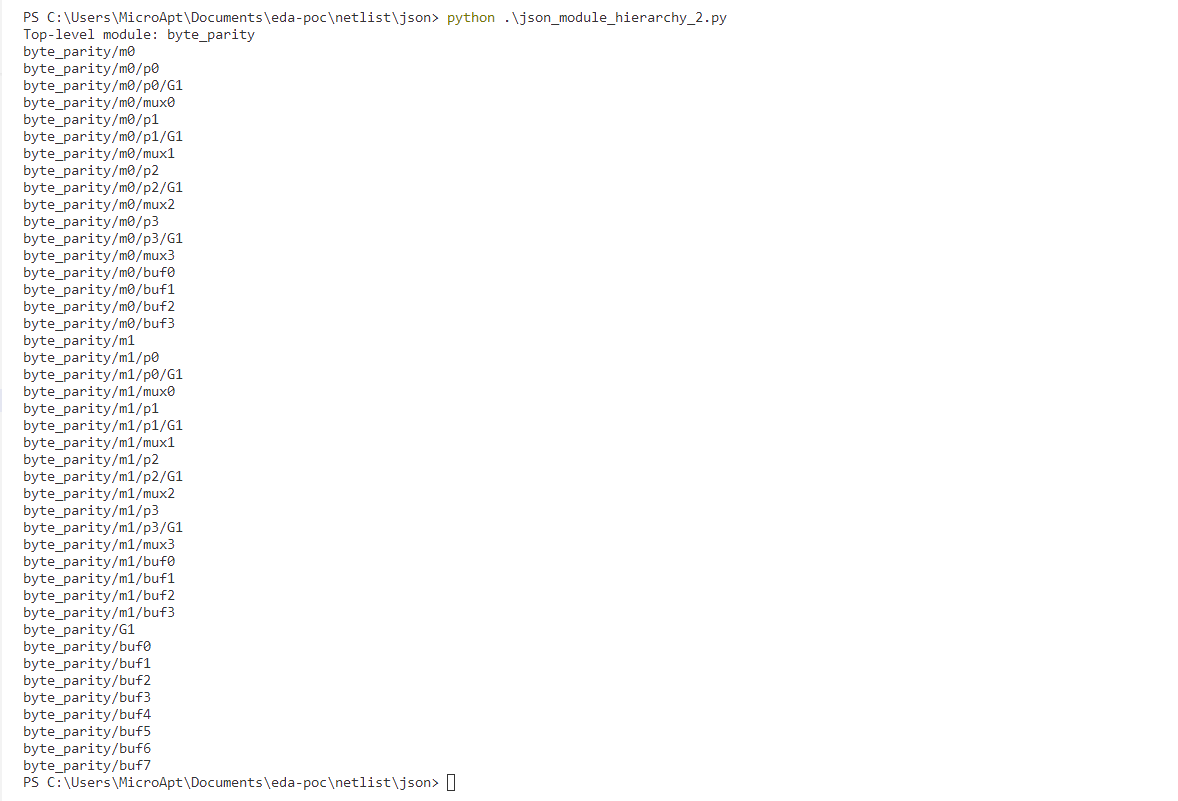 PS C:\Users\MicroApt\Documents\eda-poc\netlist\json> python .\json_module_hierarchy_2.py
Top-level module: byte_parity
byte_parity/m0
byte_parity/m0/p0
byte_parity/m0/p0/G1
byte_parity/m0/mux0
byte_parity/m0/p1
byte_parity/m0/p1/G1
byte_parity/m0/mux1
byte_parity/m0/p2
byte_parity/m0/p2/G1
byte_parity/m0/mux2
byte_parity/m0/p3
byte_parity/m0/p3/G1
byte_parity/m0/mux3
byte_parity/m0/buf0
byte_parity/m0/buf1
byte_parity/m0/buf2
byte_parity/m0/buf3
byte_parity/m1
byte_parity/m1/p0
byte_parity/m1/p0/G1
byte_parity/m1/mux0
byte_parity/m1/p1
byte_parity/m1/p1/G1
byte_parity/m1/mux1
byte_parity/m1/p2
byte_parity/m1/p2/G1
byte_parity/m1/mux2
byte_parity/m1/p3
byte_parity/m1/p3/G1
byte_parity/m1/mux3
byte_parity/m1/buf0
byte_parity/m1/buf1
byte_parity/m1/buf2
byte_parity/m1/buf3
byte_parity/G1
byte_parity/buf0
byte_parity/buf1
byte_parity/buf2
byte_parity/buf3
byte_parity/buf4
byte_parity/buf5
byte_parity/buf6
byte_parity/buf7
PS C:\Users\MicroApt\Documents\eda-poc\netlist\json>